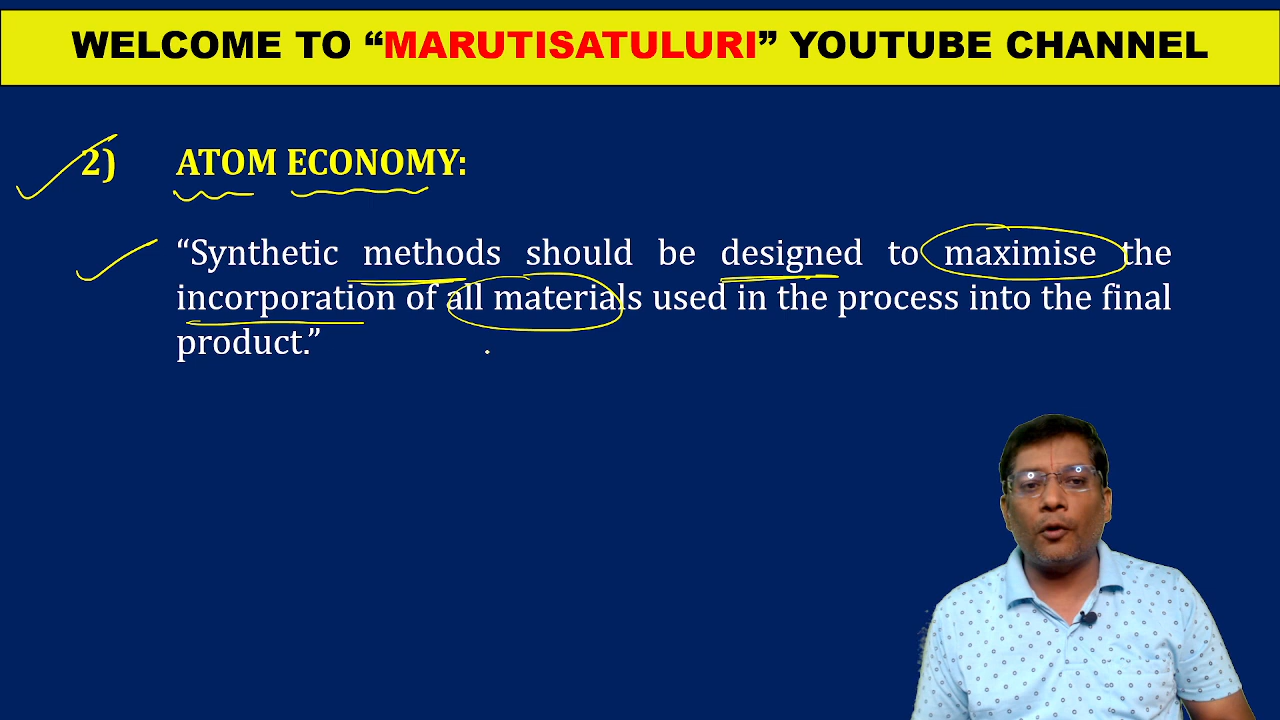 WELCOME TO “MARUTISATULURI” YOUTUBE CHANNEL
2) ATOM ECONOMY:
“Synthetic methods should be designed to maximise the
incorporation of all materials used in the process into the final
product.”